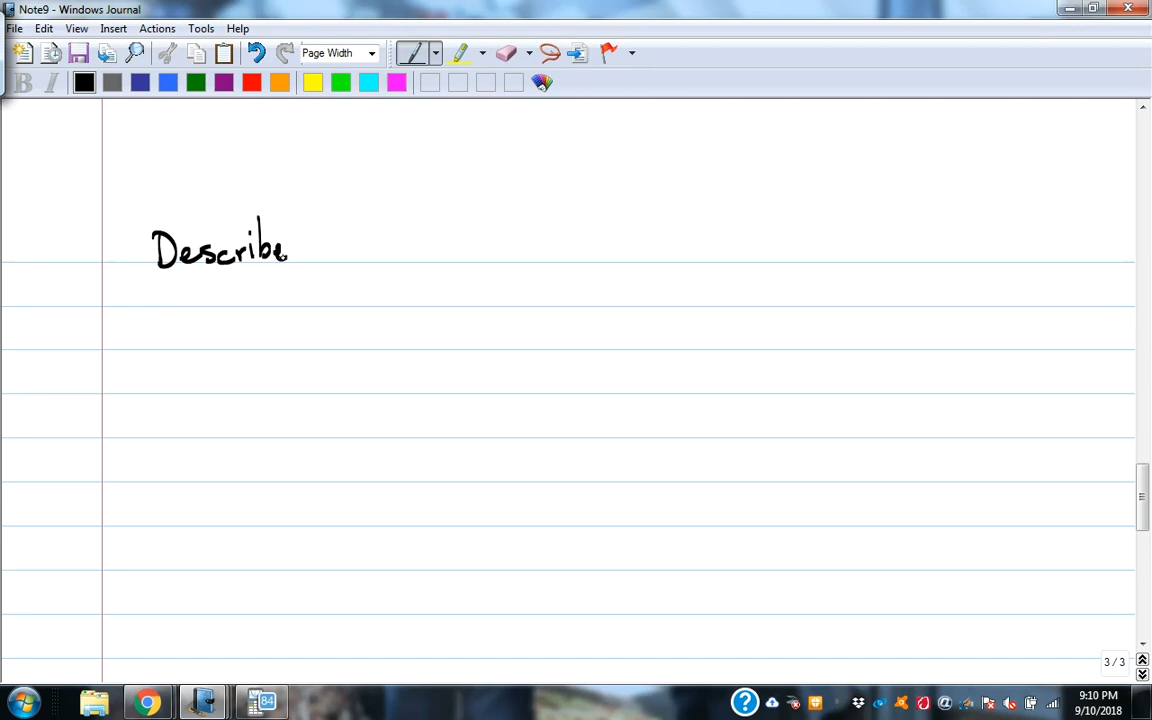 Note9 - Windows Journal
File Edit View Insert Actions Tools Help
Page Width
B I
Describe
3 / 3
84
9:10 PM
9/10/2018